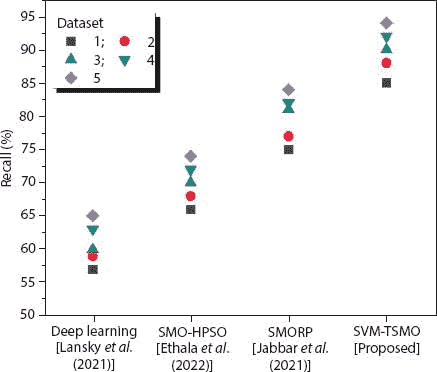 95
90
85
80
75
70
65
60
55
50
Recall (%)
Dataset
1; 2
3; 4
5
Deep learning
[Lansky et al.
(2021)]
SMO-HPSO
[Ethala et al.
(2022)]
SMORP
[Jabbar et al.
(2021)]
SVM-TSMO
[Proposed]